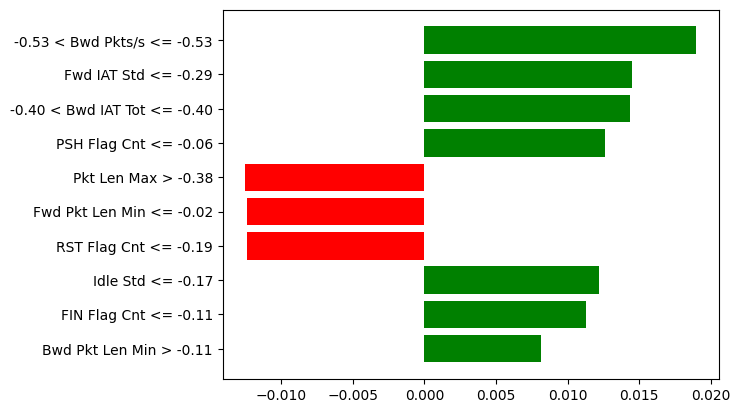 -0.53 < Bwd Pkts/s <= -0.53
Fwd IAT Std <= -0.29
-0.40 < Bwd IAT Tot <= -0.40
PSH Flag Cnt <= -0.06
Pkt Len Max > -0.38
Fwd Pkt Len Min <= -0.02
RST Flag Cnt <= -0.19
Idle Std <= -0.17
FIN Flag Cnt <= -0.11
Bwd Pkt Len Min > -0.11
−0.010 −0.005 0.000 0.005 0.010 0.015 0.020